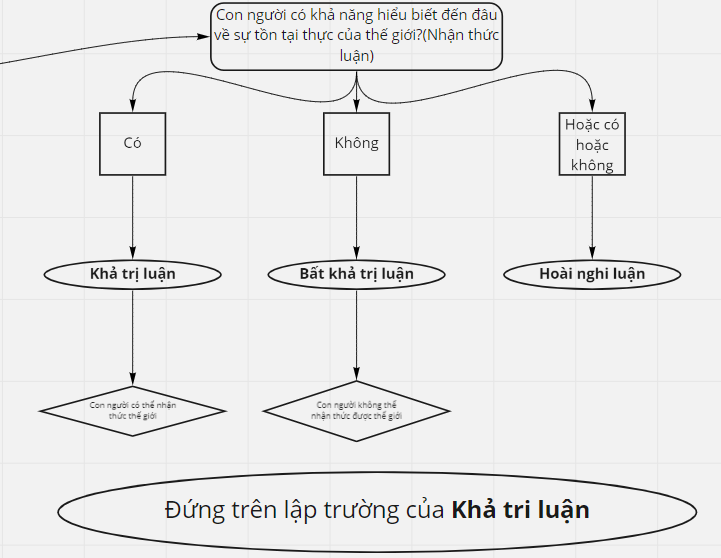 Con người có khả năng hiểu biết đến đâu
về sự tồn tại thực của thế giới?(Nhận thức
luận)
Có
Không
Hoặc có
hoặc
không
Khả trị luận
Bất khả trị luận
Hoài nghi luận
Con người có thể nhận
thức thế giới
Con người không thể
nhận thức được thế giới
Đứng trên lập trường của Khả tri luận